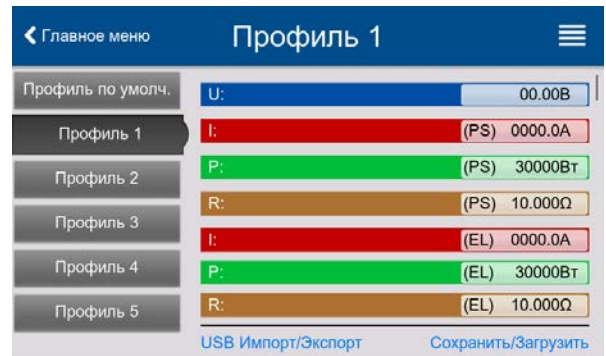 Главное меню
Профиль 1
Профиль по умолч.
Профиль 1
Профиль 2
Профиль 3
Профиль 4
Профиль 5
U: 00.00В
I: (PS) 0000.0A
P: (PS) 30000Вт
R: (PS) 10.000Ω
I: (EL) 0000.0A
P: (EL) 30000Вт
R: (EL) 10.000Ω
USB Импорт/Экспорт
Сохранить/Загрузить